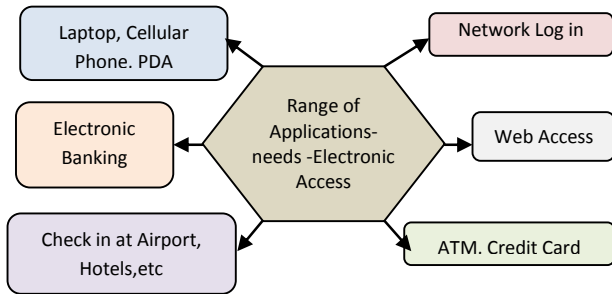 Laptop, Cellular
Phone. PDA
Network Log in
Range of
Applications-
needs -Electronic
Access
Electronic
Banking
Web Access
Check in at Airport,
Hotels,etc
ATM. Credit Card